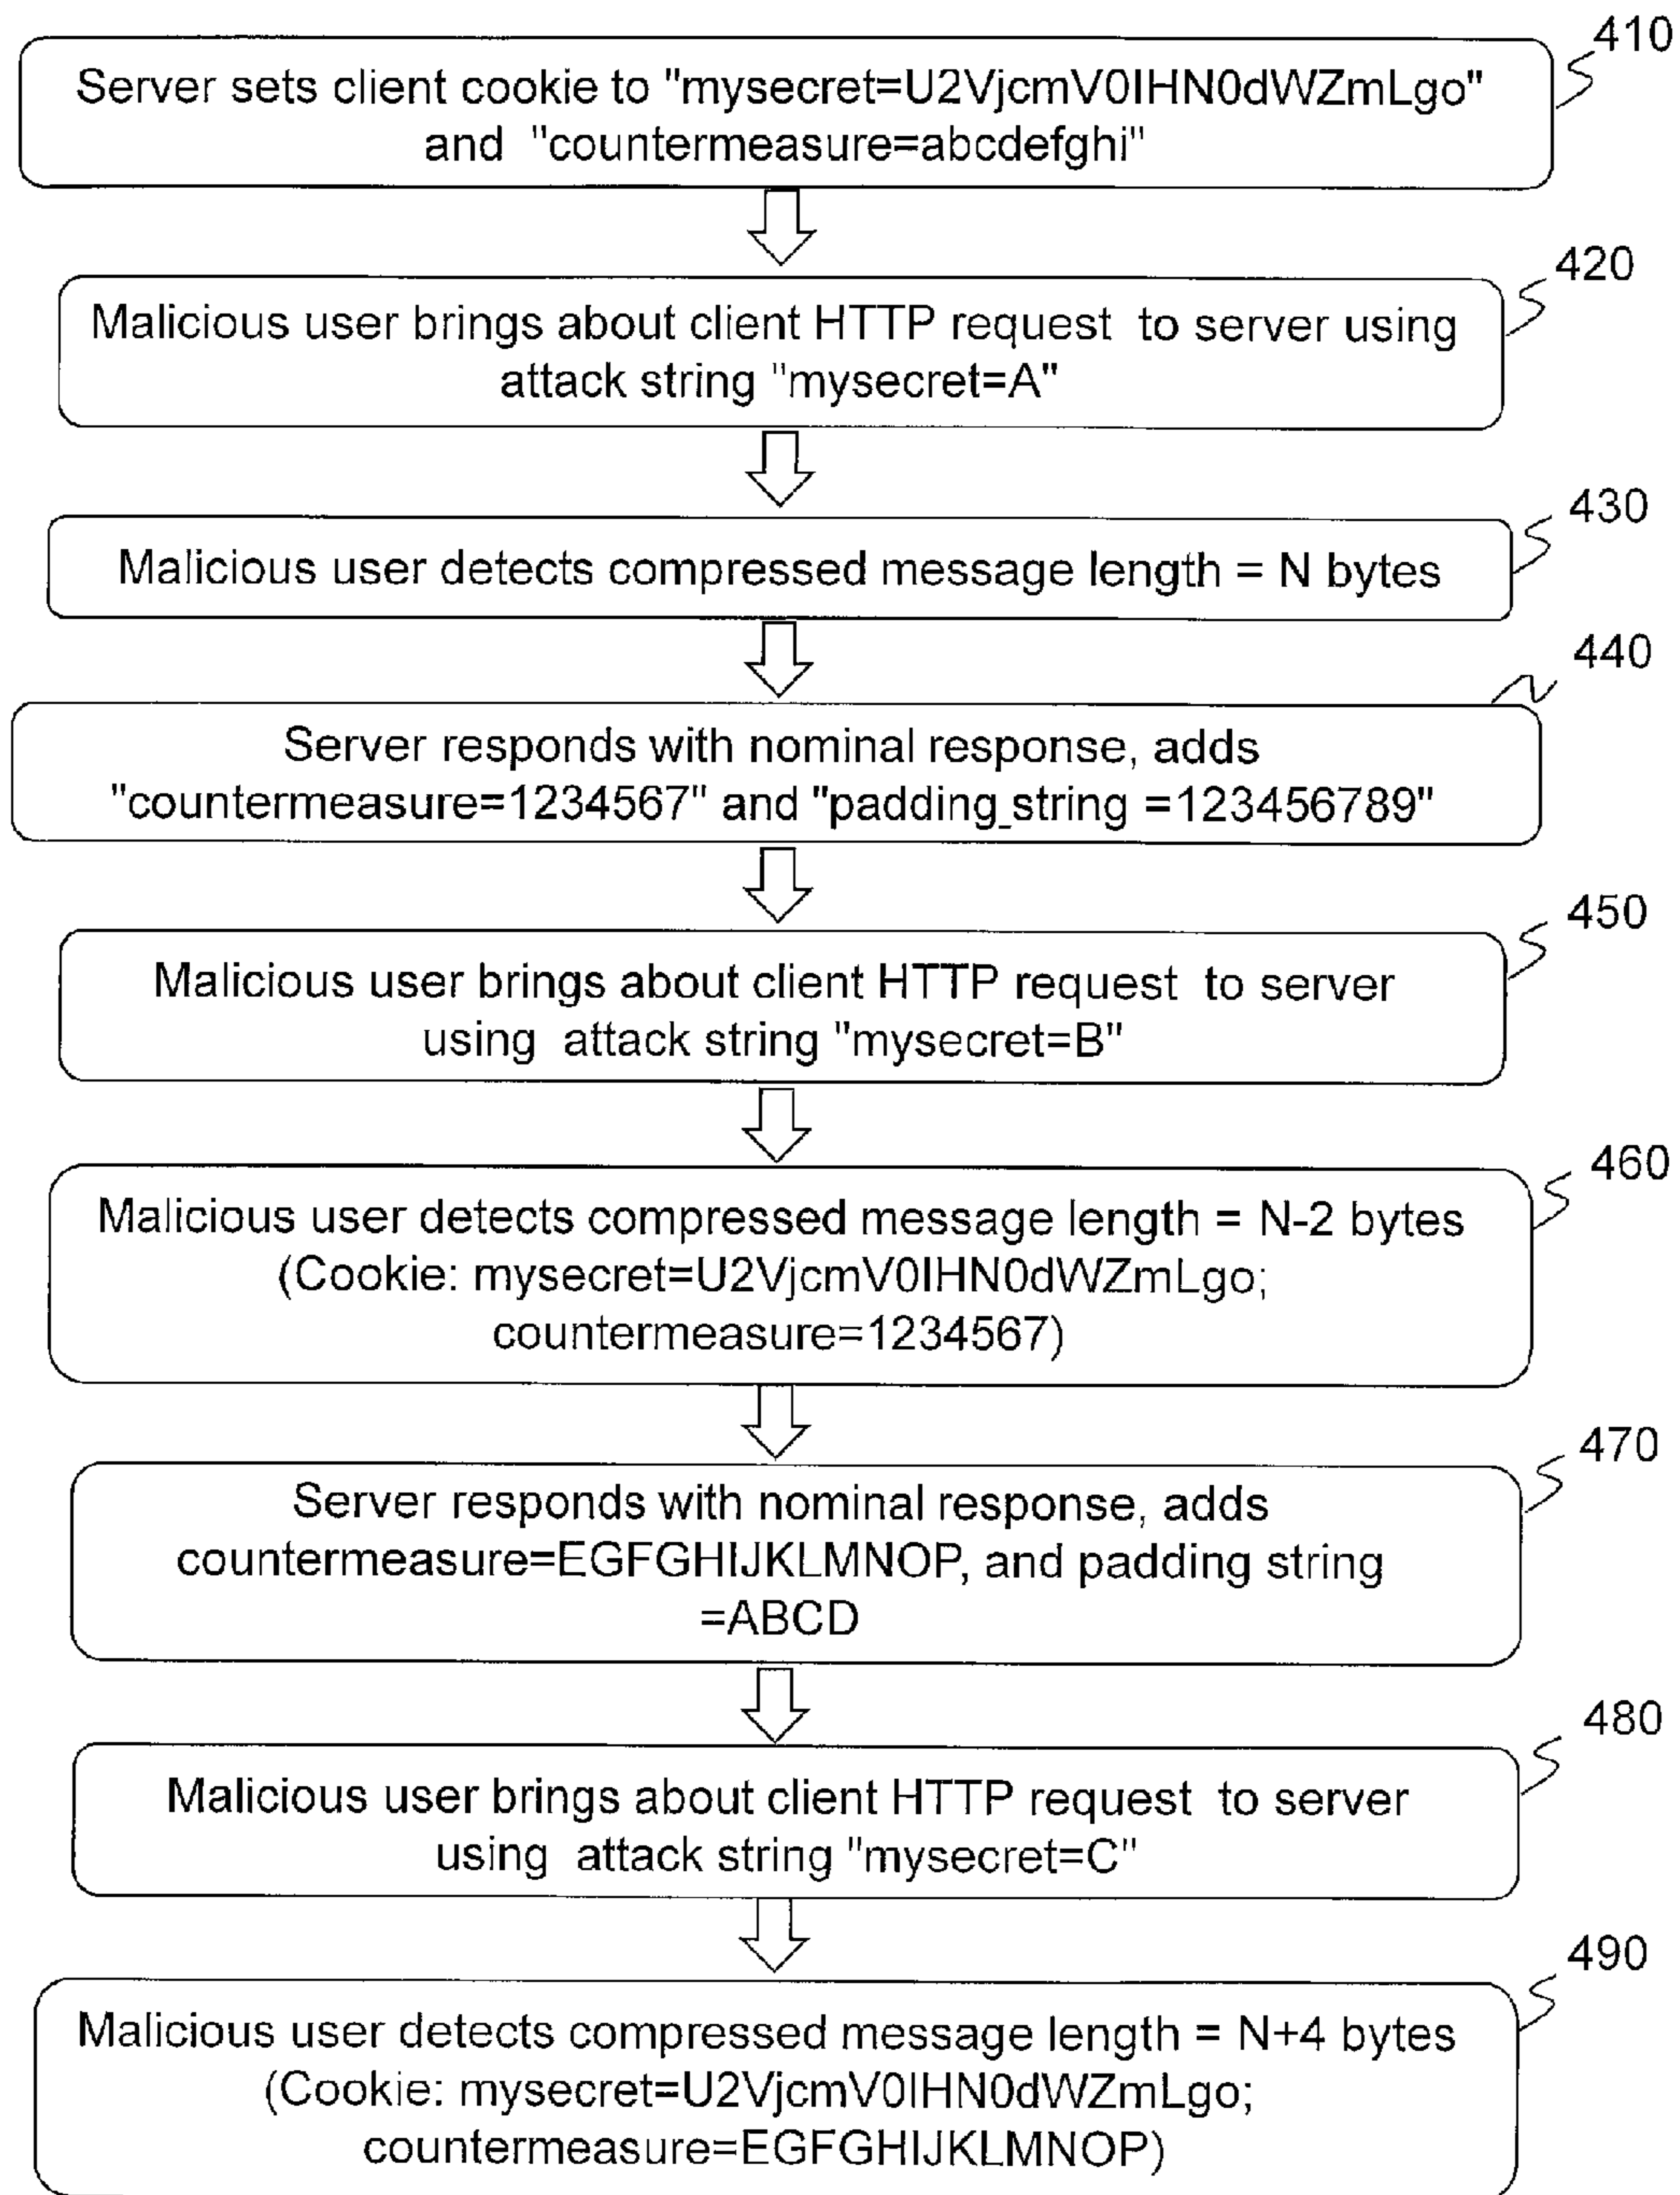 410
Server sets client cookie to "mysecret=U2VjcmV0IHN0dWZmLgo"
and "countermeasure=abcdefghi"
420
Malicious user brings about client HTTP request to server using
attack string "mysecret=A"
430
Malicious user detects compressed message length = N bytes
440
Server responds with nominal response, adds
"countermeasure=1234567" and "padding_string =123456789"
450
Malicious user brings about client HTTP request to server
using attack string "mysecret=B"
460
Malicious user detects compressed message length = N-2 bytes
(Cookie: mysecret=U2VjcmV0IHN0dWZmLgo;
countermeasure=1234567)
470
Server responds with nominal response, adds
countermeasure=EGFGHIJKLMNOP, and padding string
=ABCD
480
Malicious user brings about client HTTP request to server
using attack string "mysecret=C"
490
Malicious user detects compressed message length = N+4 bytes
(Cookie: mysecret=U2VjcmV0IHN0dWZmLgo;
countermeasure=EGFGHIJKLMNOP)